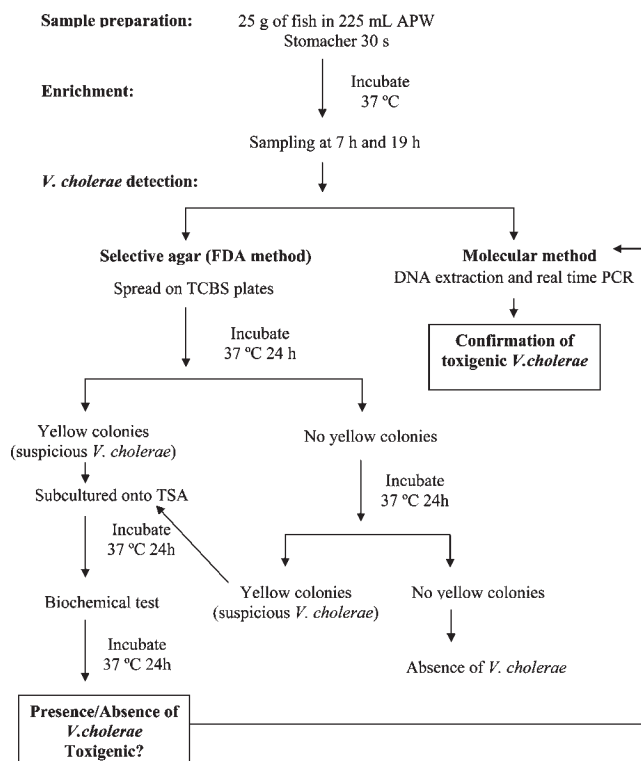 Sample preparation:
25 g of fish in 225 mL APW
Stomacher 30 s
Enrichment:
Incubate
37 ºC
Sampling at 7 h and 19 h
V. cholerae detection:
Selective agar (FDA method)
Spread on TCBS plates
Molecular method
DNA extraction and real time PCR
Incubate
37 ºC 24 h
Confirmation of
toxigenic V.cholerae
Yellow colonies
(suspicious V. cholerae)
No yellow colonies
Subcultured onto TSA
Incubate
37 ºC 24h
Incubate
37 ºC 24h
Biochemical test
Yellow colonies
(suspicious V. cholerae)
No yellow colonies
Incubate
37 ºC 24h
Absence of V. cholerae
Presence/Absence of
V.cholerae
Toxigenic?